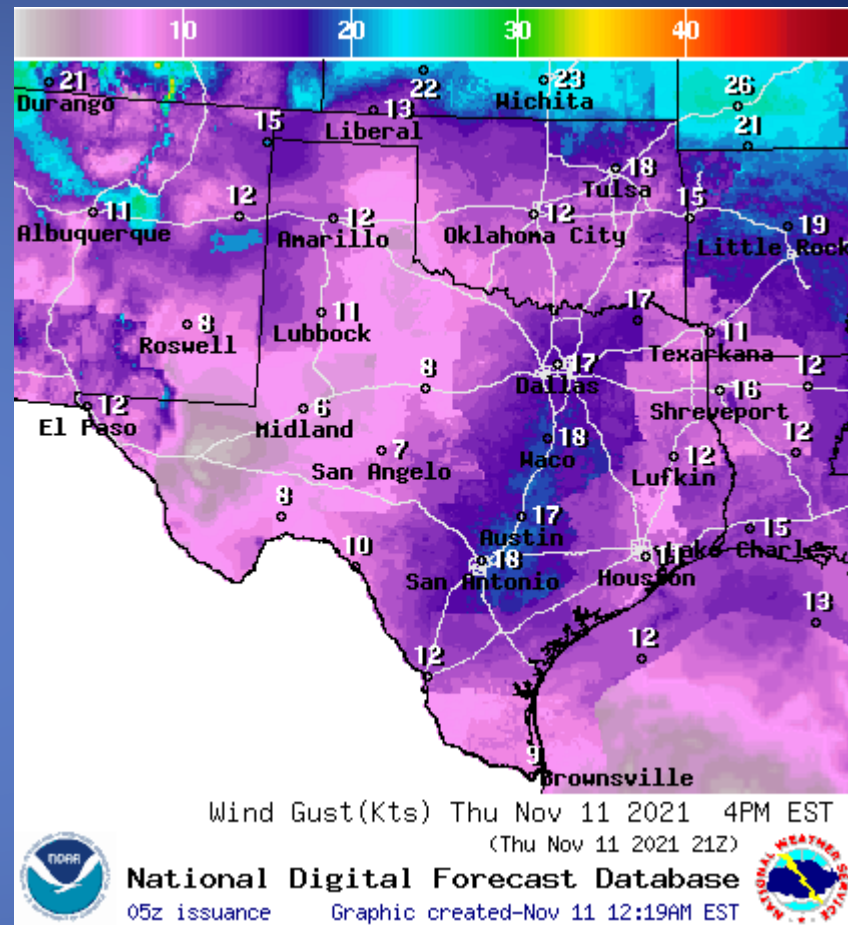 10 20 30 40
21 22 23 26
Durango Wichita
13
Liberal
15 21
18
Tulsa
11 12 12 12 15 19
Albuquerque Amarillo Oklahoma City Little Rock
8 11 17 11
Roswell Lubbock Texarkana
17
Dallas
12 6 8 16 12
El Paso Midland Shreveport
7 18 12 12
San Angelo Waco Lufkin
8 17 15
Austin
10 18 11 Lake Charles
San Antonio Houston
13
12 12
9
Brownsville
Wind Gust(Kts) Thu Nov 11 2021 4PM EST
(Thu Nov 11 2021 21Z)
NOAA
NATIONAL WEATHER SERVICE
National Digital Forecast Database
05z issuance Graphic created-Nov 11 12:19AM EST